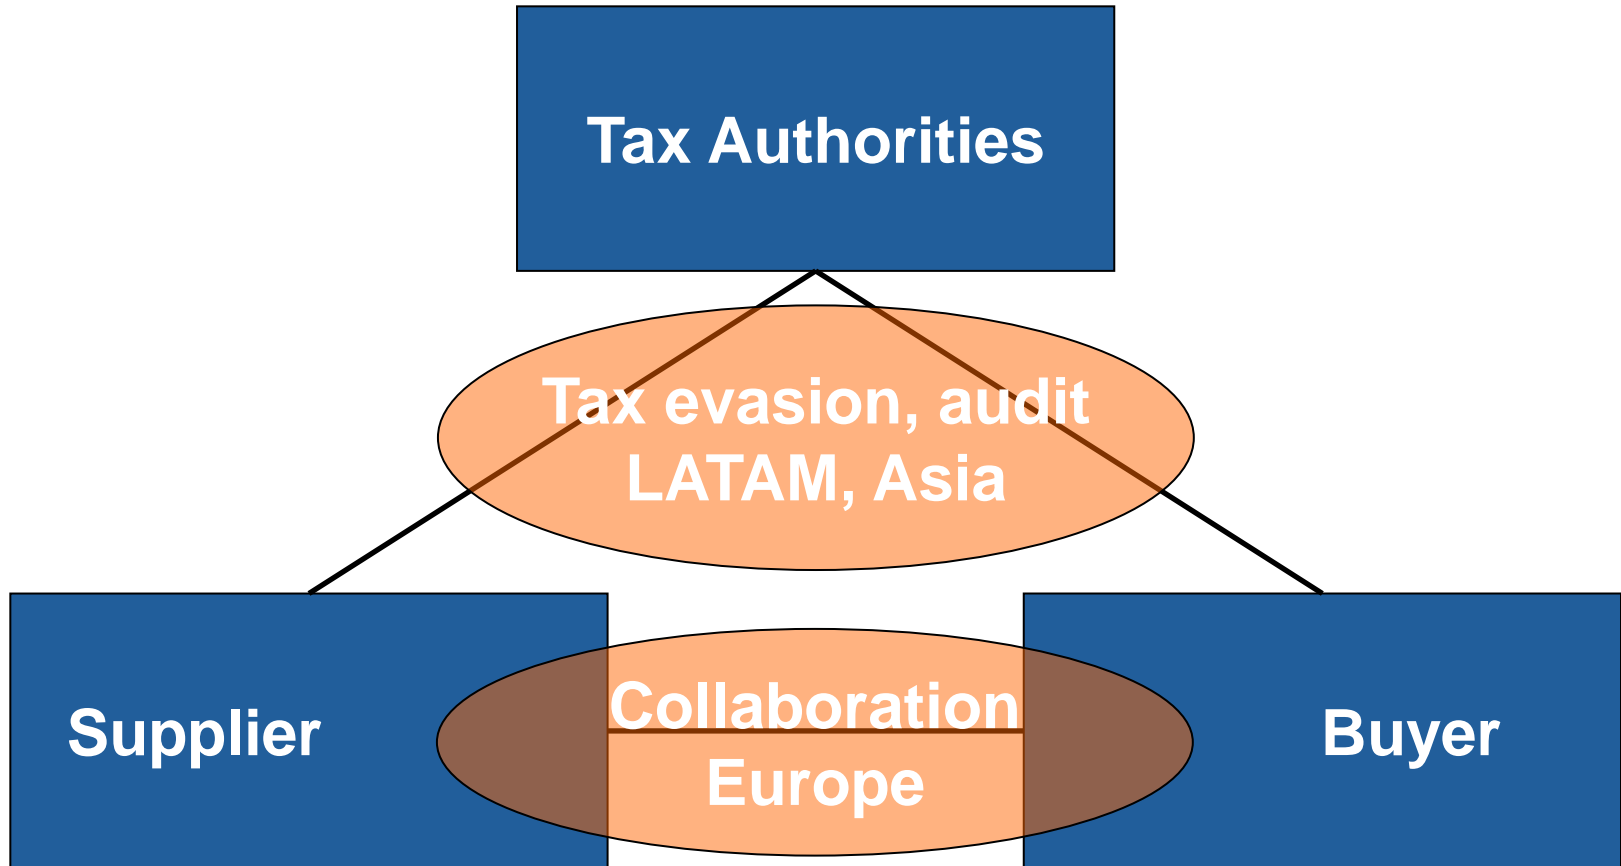 Tax Authorities
Tax evasion, audit
LATAM, Asia
Supplier
Collaboration
Europe
Buyer